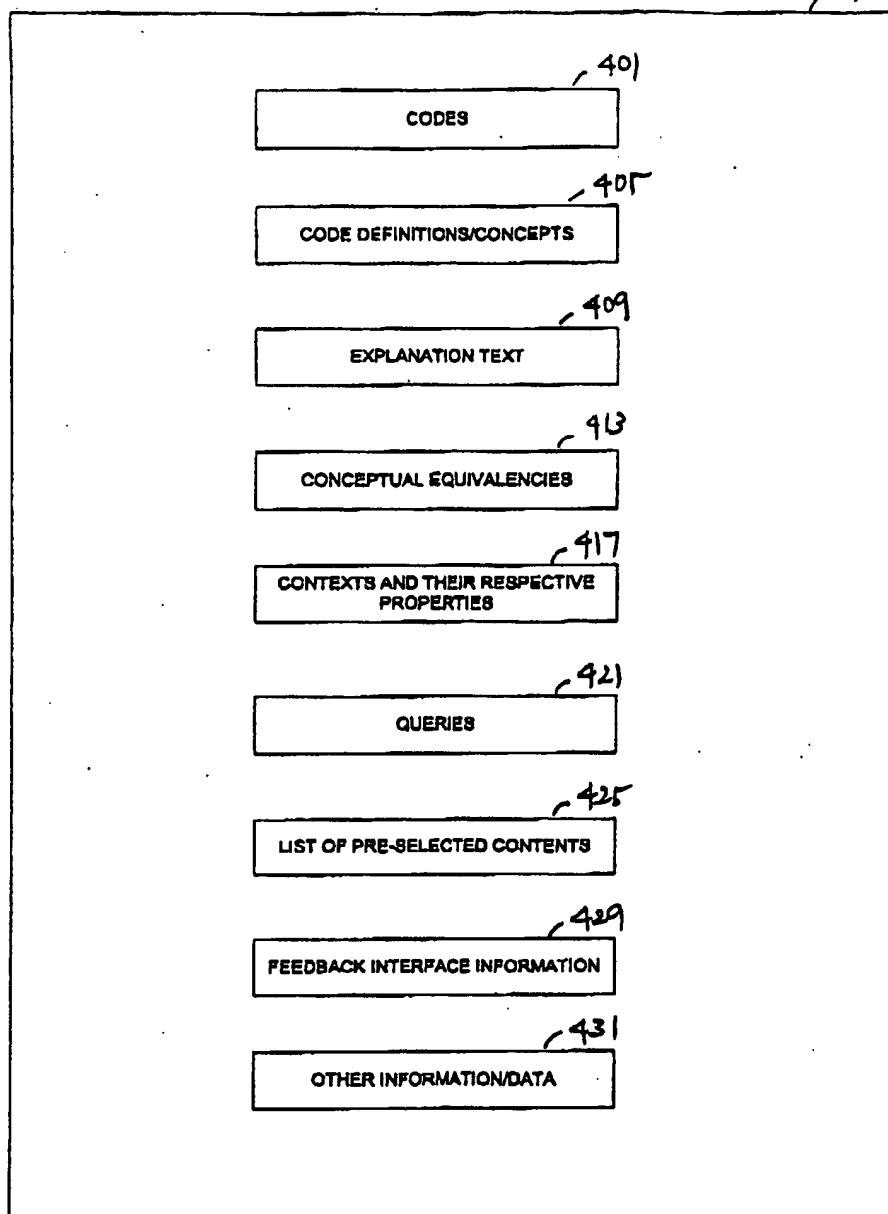 401
CODES
405
CODE DEFINITIONS/CONCEPTS
409
EXPLANATION TEXT
413
CONCEPTUAL EQUIVALENCIES
417
CONTEXTS AND THEIR RESPECTIVE
PROPERTIES
421
QUERIES
425
LIST OF PRE-SELECTED CONTENTS
429
FEEDBACK INTERFACE INFORMATION
431
OTHER INFORMATION/DATA